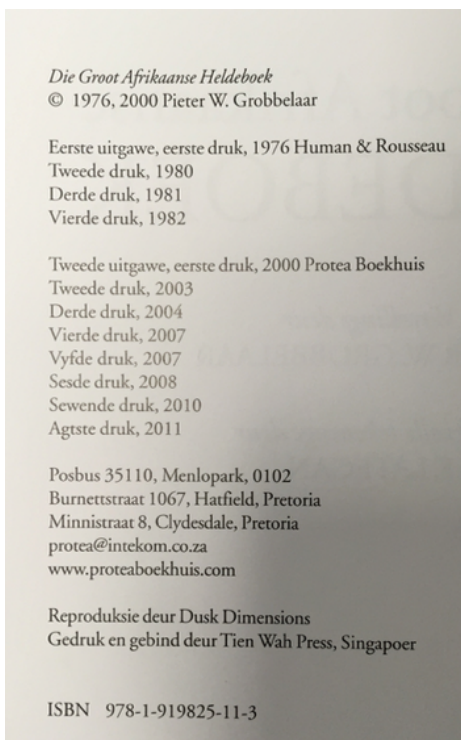 Die Groot Afrikaanse Heldeboek
© 1976, 2000 Pieter W. Grobbelaar
Eerste uitgawe, eerste druk, 1976 Human & Rousseau
Tweede druk, 1980
Derde druk, 1981
Vierde druk, 1982
Tweede uitgawe, eerste druk, 2000 Protea Boekhuis
Tweede druk, 2003
Derde druk, 2004
Vierde druk, 2007
Vyfde druk, 2007
Sesde druk, 2008
Sewende druk, 2010
Agtste druk, 2011
Posbus 35110, Menlopark, 0102
Burnettstraat 1067, Hatfield, Pretoria
Minnistraat 8, Clydesdale, Pretoria
protea@intekom.co.za
www.proteaboekhuis.com
Reproduksie deur Dusk Dimensions
Gedruk en gebind deur Tien Wah Press, Singapoer
ISBN 978-1-919825-11-3